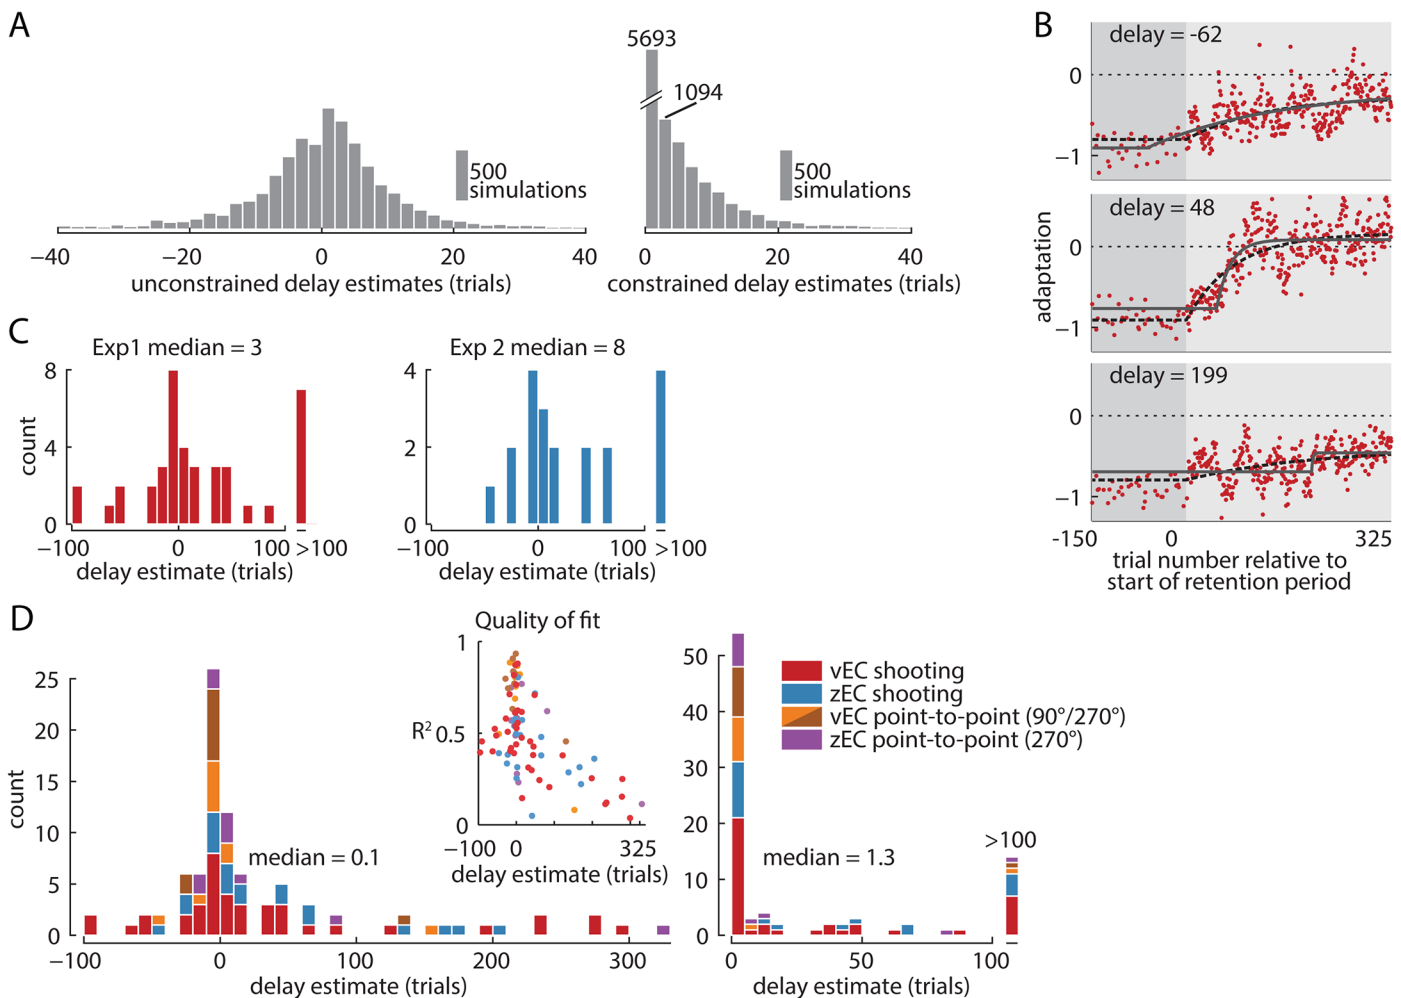 A
5693
1094
500
simulations
500
simulations
−40
−20
0
20
40
0
20
40
unconstrained delay estimates (trials)
constrained delay estimates (trials)
B
delay = -62
0
−1
delay = 48
0
−1
delay = 199
0
−1
adaptation
-150
0
325
trial number relative to
start of retention period
C
Exp1 median = 3
8
4
0
count
−100
0
100
>100
delay estimate (trials)
Exp 2 median = 8
4
2
0
−100
0
100
>100
delay estimate (trials)
D
25
20
15
10
5
0
count
median = 0.1
−100
0
100
200
300
delay estimate (trials)
Quality of fit
1
R² 0.5
0
−100
0
325
delay estimate (trials)
50
40
30
20
10
0
vEC shooting
zEC shooting
vEC point-to-point (90°/270°)
zEC point-to-point (270°)
>100
median = 1.3
0
50
100
delay estimate (trials)